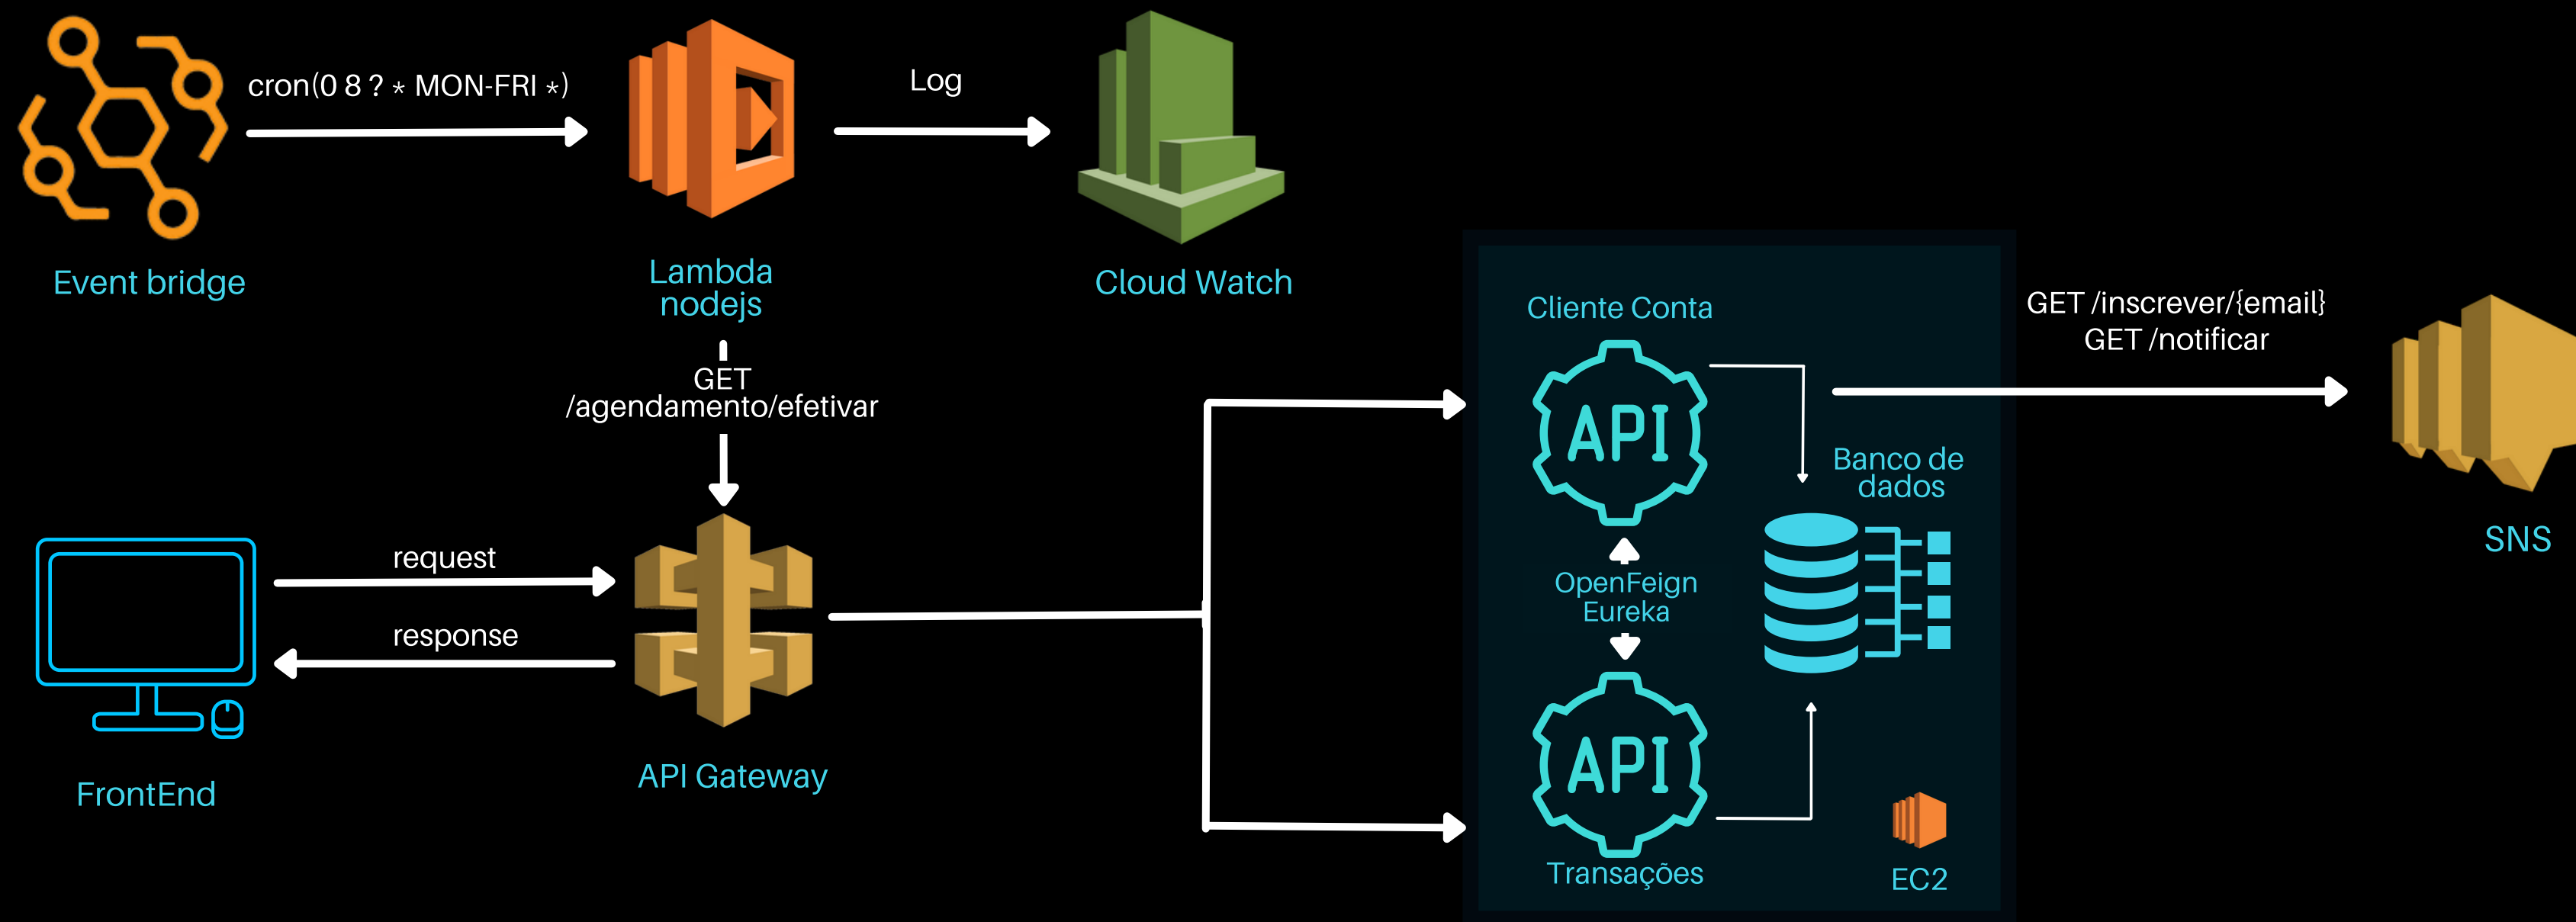 cron(0 8 ? * MON-FRI *)
Log
Event bridge
Lambda
nodejs
Cloud Watch
GET
/agendamento/efetivar
request
response
FrontEnd
API Gateway
Cliente Conta
API
OpenFeign
Eureka
API
Transações
Banco de
dados
EC2
GET /inscrever/{email}
GET /notificar
SNS